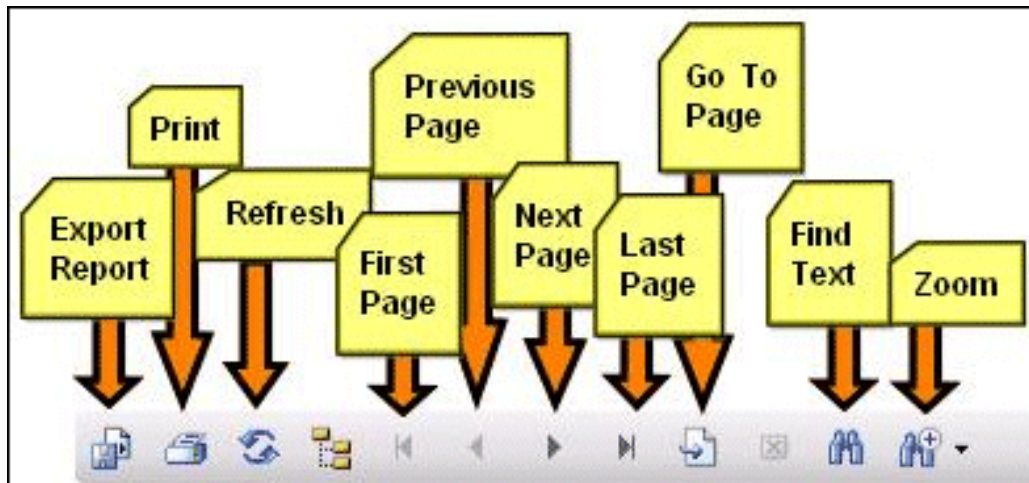 Export
Report
Print
Refresh
First
Page
Previous
Page
Next
Page
Last
Page
Go To
Page
Find
Text
Zoom